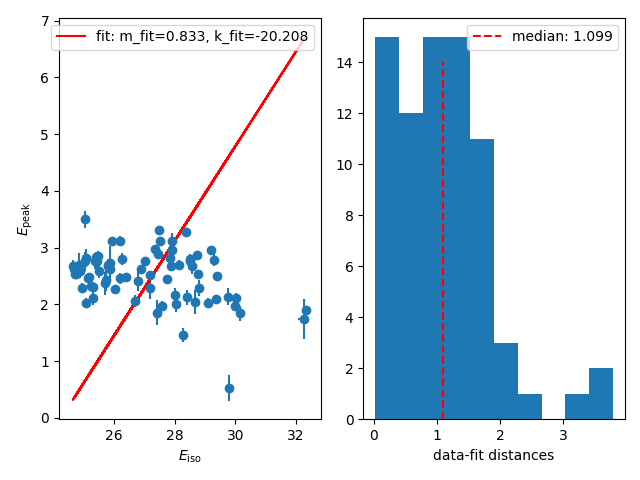 fit: m_fit=0.833, k_fit=-20.208
7
6
5
4
3
2
1
0
E_peak
26 28 30 32
E_iso
median: 1.099
14
12
10
8
6
4
2
0
0 1 2 3
data-fit distances